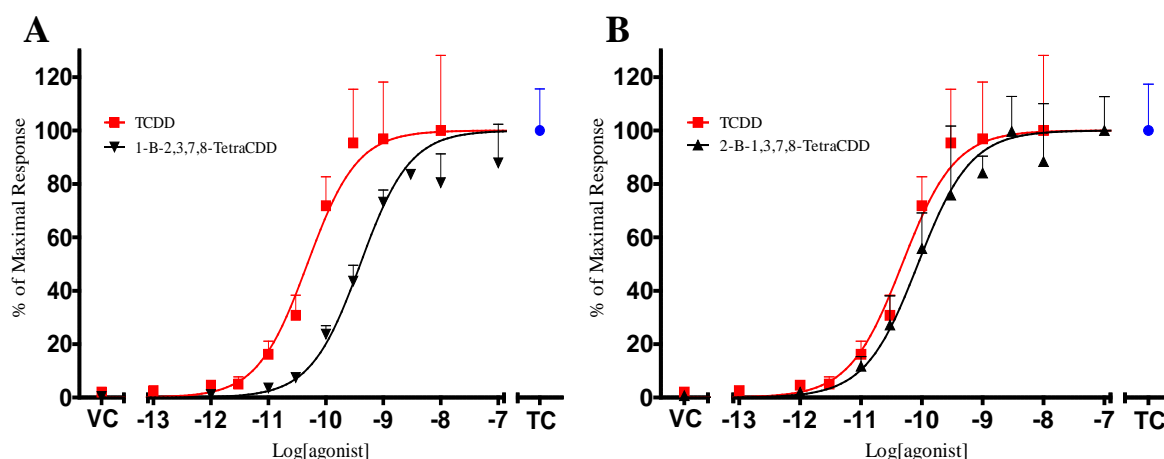 A
% of Maximal Response
120
100
80
60
40
20
0
TCDD
1-B-2,3,7,8-TetraCDD
VC -13 -12 -11 -10 -9 -8 -7 TC
Log[agonist]
B
% of Maximal Response
120
100
80
60
40
20
0
TCDD
2-B-1,3,7,8-TetraCDD
VC -13 -12 -11 -10 -9 -8 -7 TC
Log[agonist]